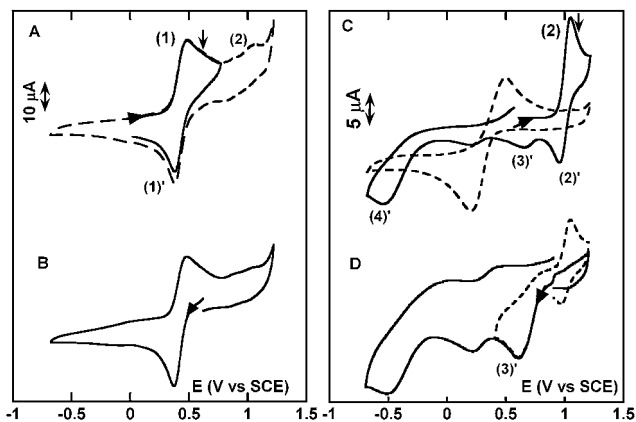 A
(1)
(2)
10 µA
(1)'
B
E (V vs SCE)
-1
-0.5
0
0.5
1
1.5
C
(2)
5 µA
(3)'
(2)'
(4)'
D
(3)'
E (V vs SCE)
-1
-0.5
0
0.5
1
1.5